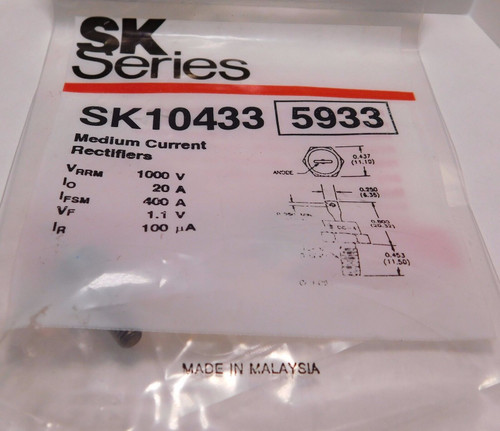 SK
Series
SK10433 5933
Medium Current
Rectifiers
VRRM 1000 V
IO 20 A
IFSM 400 A
VF 1.1 V
IR 100 µA
ANODE
0.437
(11.10)
0.250
(6.35)
0.453
(11.50)
MADE IN MALAYSIA